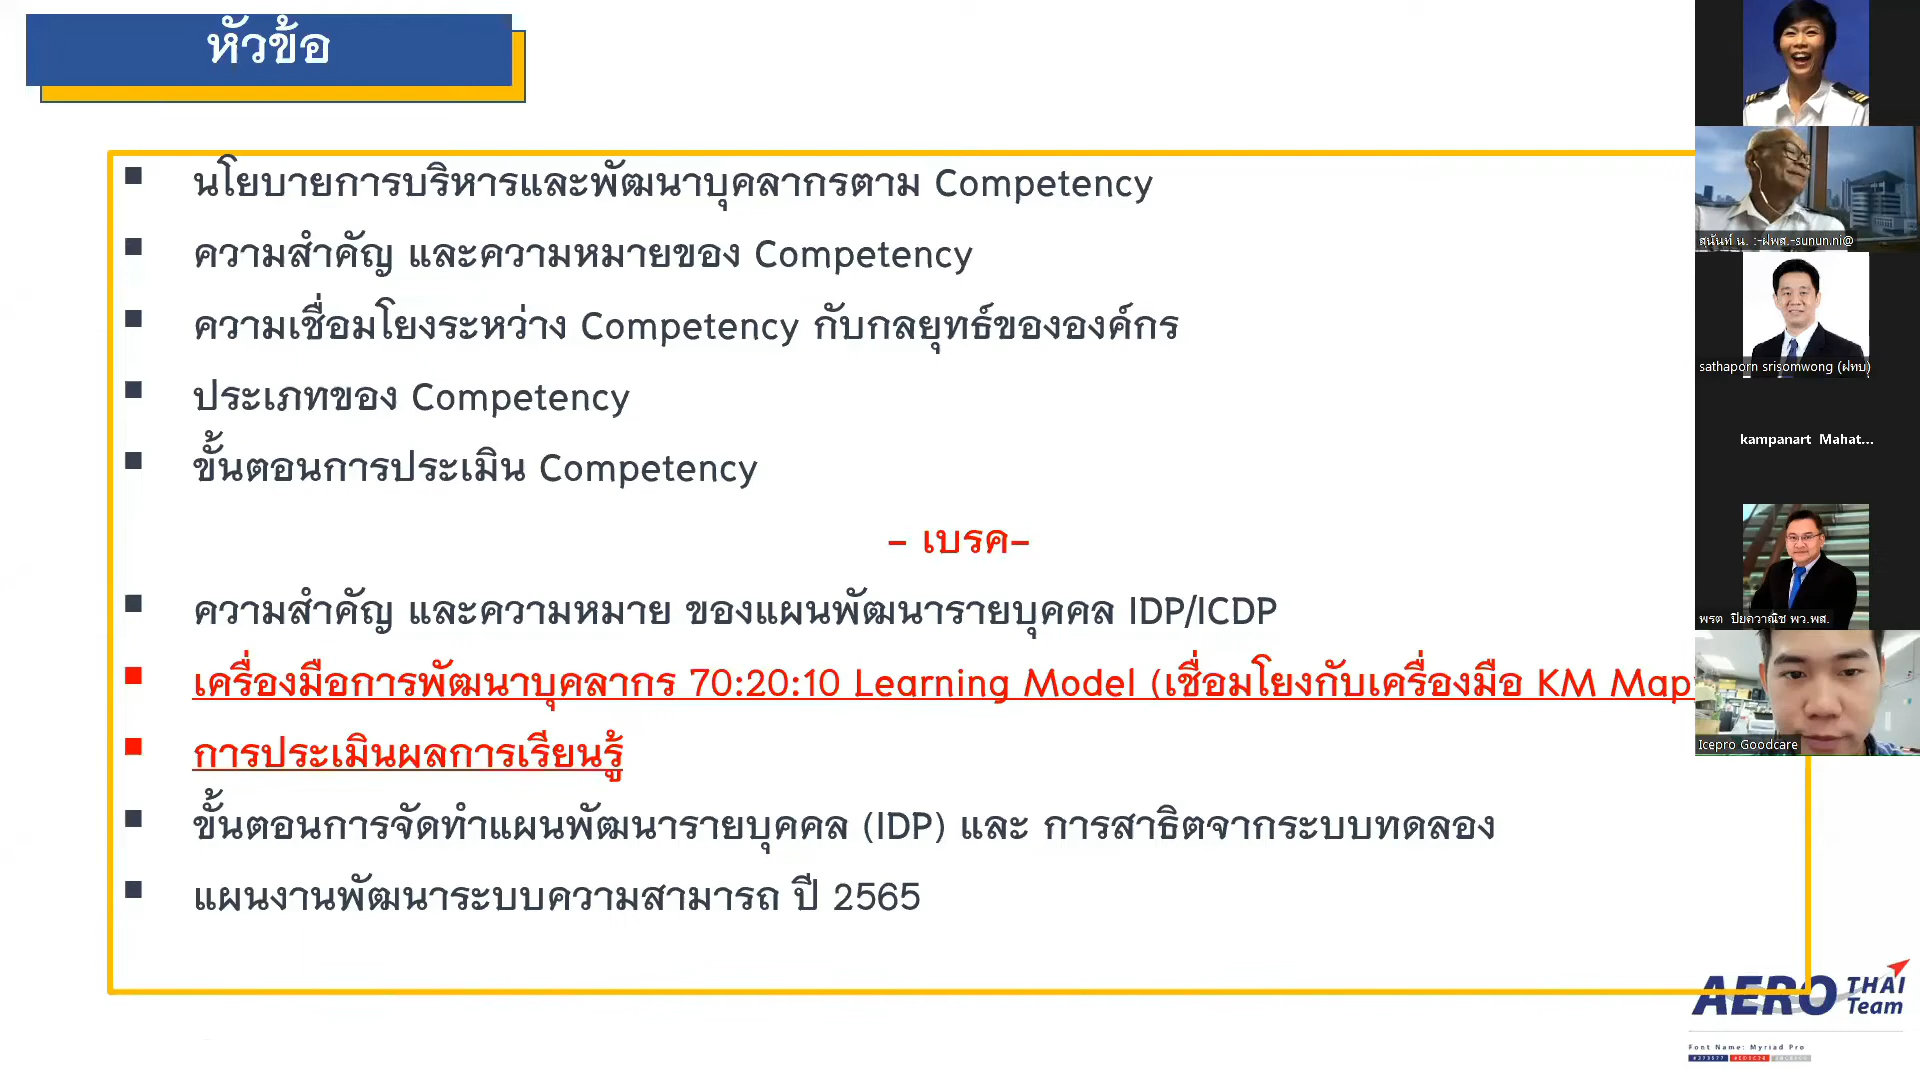 หัวข้อ
นโยบายการบริหารและพัฒนาบุคลากรตาม Competency
ความสำคัญ และความหมายของ Competency
ความเชื่อมโยงระหว่าง Competency กับกลยุทธ์ขององค์กร
ประเภทของ Competency
ขั้นตอนการประเมิน Competency
- เบรค-
ความสำคัญ และความหมาย ของแผนพัฒนารายบุคคล IDP/ICDP
เครื่องมือการพัฒนาบุคลากร 70:20:10 Learning Model (เชื่อมโยงกับเครื่องมือ KM Map
การประเมินผลการเรียนรู้
ขั้นตอนการจัดทำแผนพัฒนารายบุคคล (IDP) และ การสาธิตจากระบบทดลอง
แผนงานพัฒนาระบบความสามารถ ปี 2565
สุนันท์ น. :-ฝพส.-sunun.ni@
sathaporn srisomwong (ฝทบ)
kampanart Mahat...
พรต ปิยะวาณิช พว.พส.
Icepro Goodcare
AERO THAI
Team
Font Name: Myriad Pro